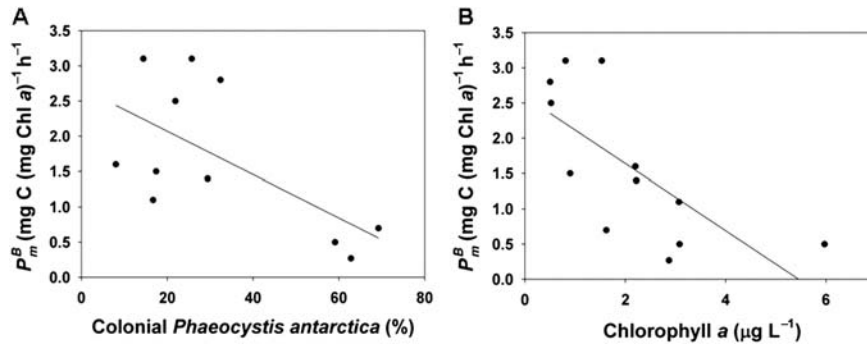 A
P^B_m (mg C (mg Chl a)^−1 h^−1
3.5
3.0
2.5
2.0
1.5
1.0
0.5
0.0
0 20 40 60 80
Colonial Phaeocystis antarctica (%)
B
P^B_m (mg C (mg Chl a)^−1 h^−1
3.5
3.0
2.5
2.0
1.5
1.0
0.5
0.0
0 2 4 6
Chlorophyll a (µg L^−1)